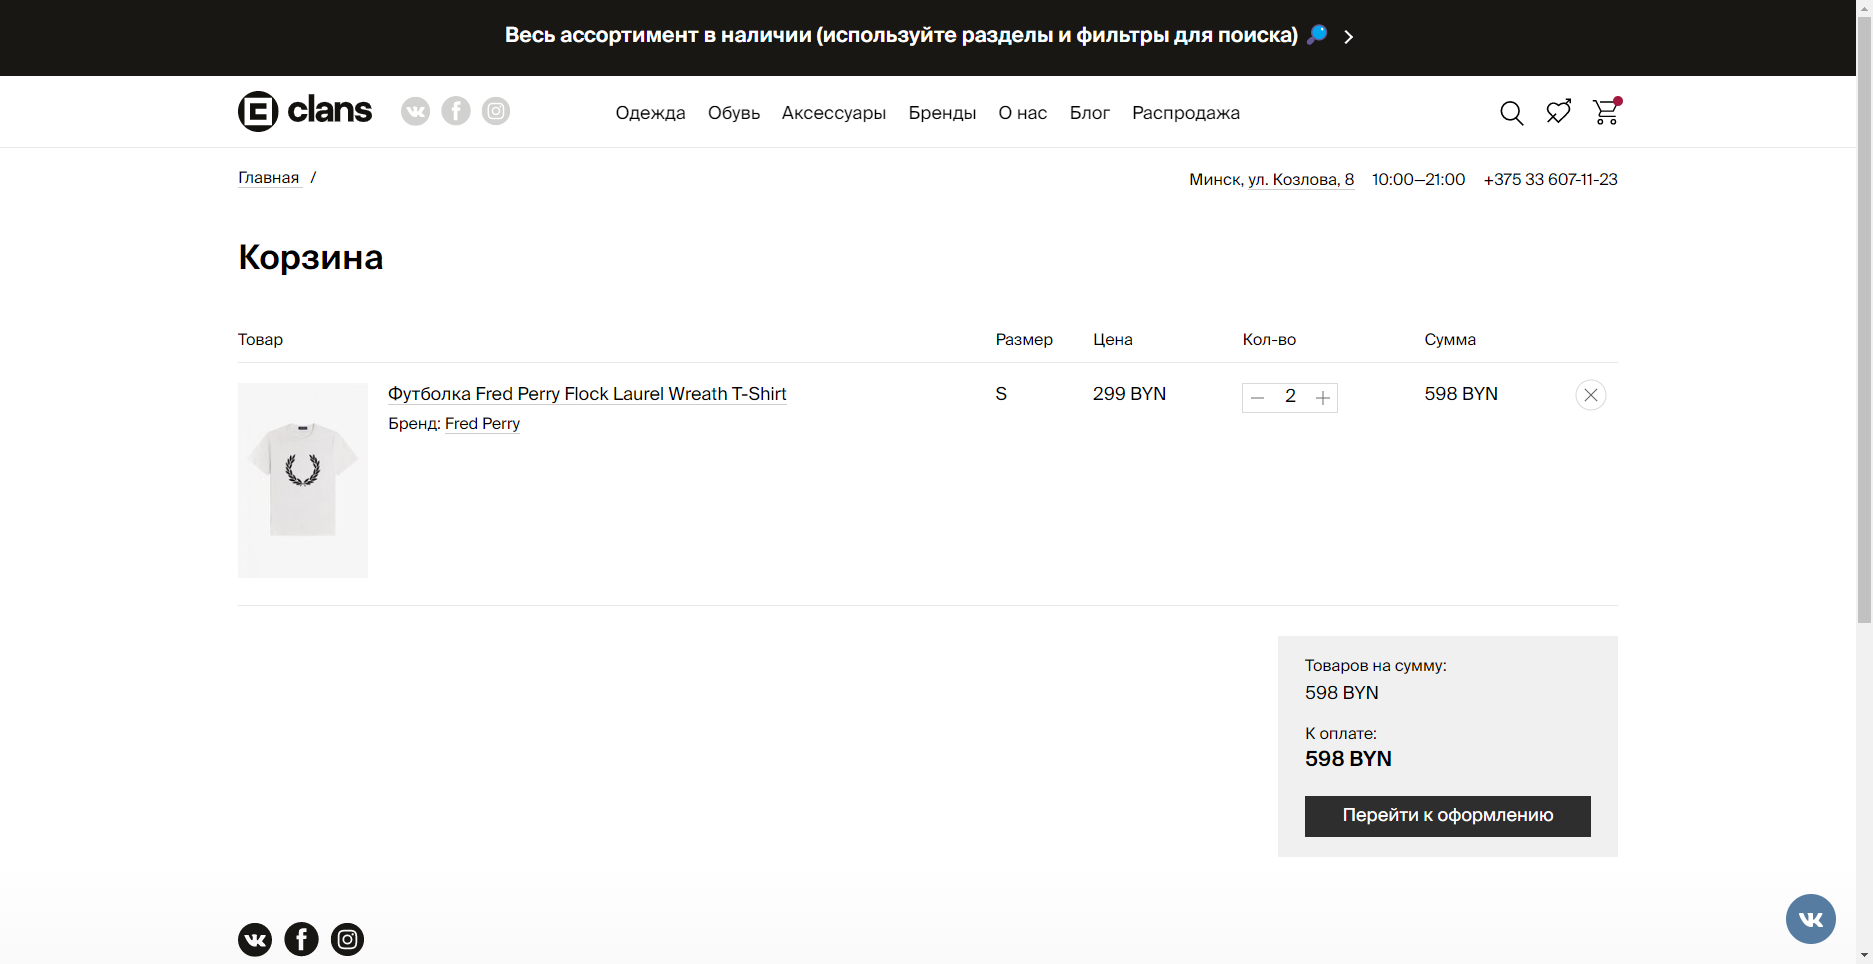 Весь ассортимент в наличии (используйте разделы и фильтры для поиска) 🔎 >
E clans
Одежда Обувь Аксессуары Бренды О нас Блог Распродажа
Главная /
Минск, ул. Козлова, 8 10:00—21:00 +375 33 607-11-23
Корзина
Товар Размер Цена Кол-во Сумма
Футболка Fred Perry Flock Laurel Wreath T-Shirt S 299 BYN — 2 + 598 BYN
Бренд: Fred Perry
Товаров на сумму:
598 BYN
К оплате:
598 BYN
Перейти к оформлению